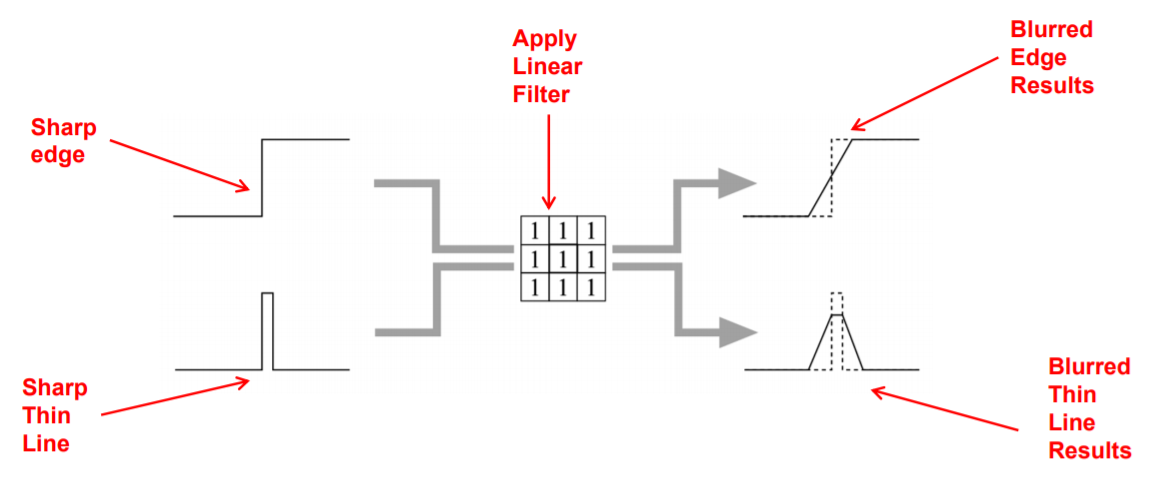 Apply
Linear
Filter
Blurred
Edge
Results
Sharp
edge
1 1 1
1 1 1
1 1 1
Sharp
Thin
Line
Blurred
Thin
Line
Results